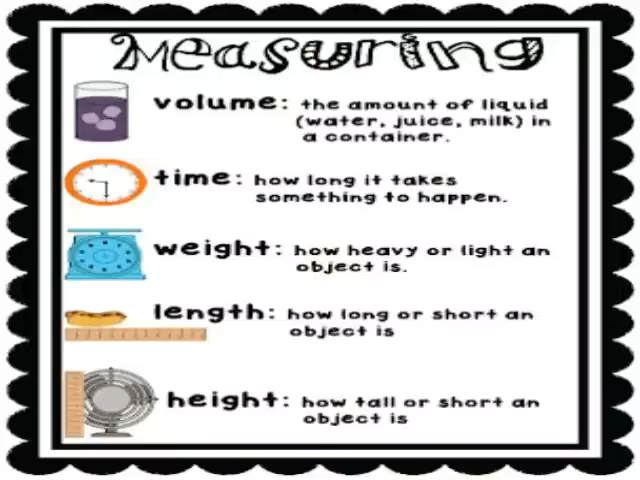 Measuring
volume: the amount of liquid
(water, juice, milk) in
a container.
time: how long it takes
something to happen.
weight: how heavy or light an
object is.
length: how long or short an
object is
height: how tall or short an
object is